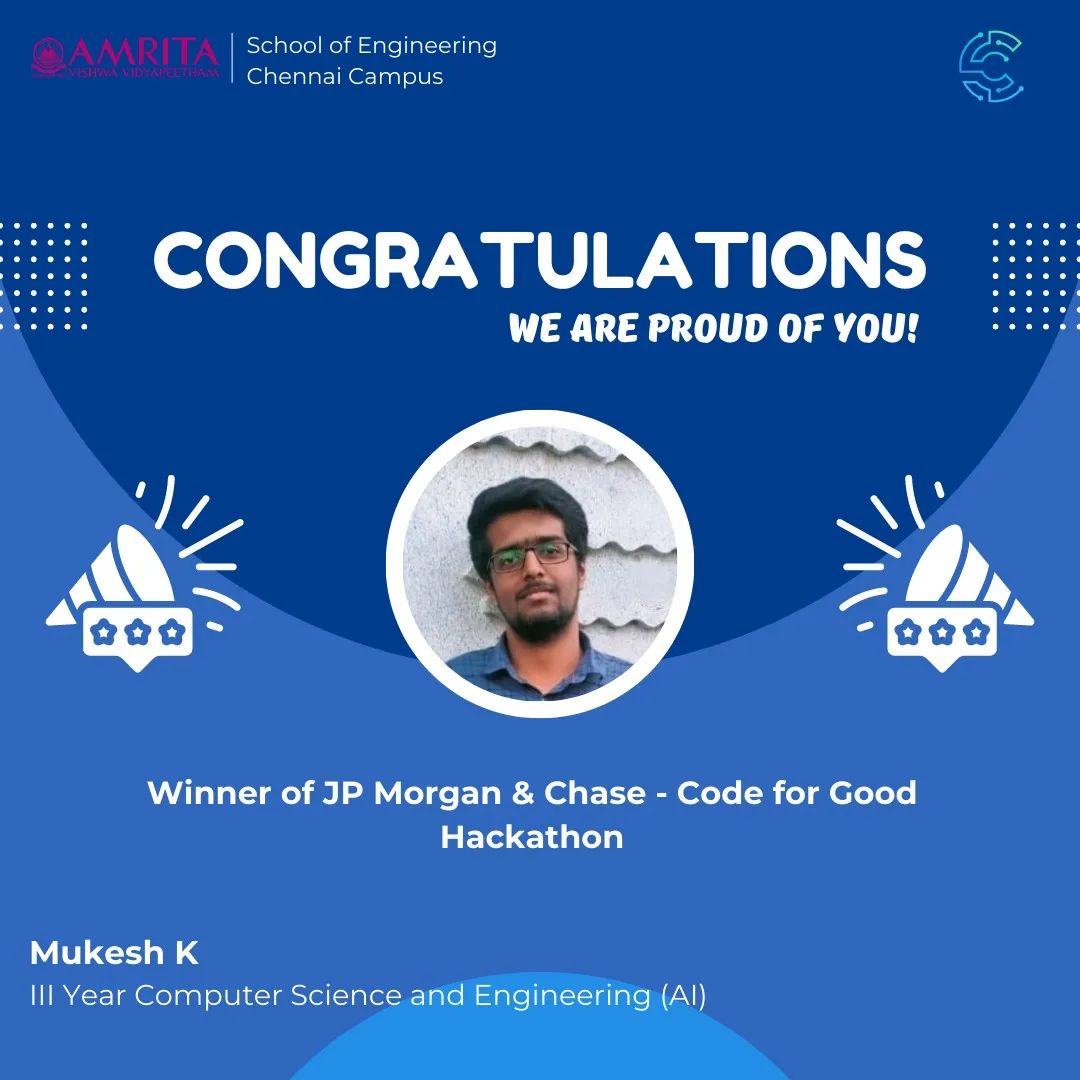 AMRITA
VISHWA VIDYAPEETHAM
School of Engineering
Chennai Campus
CONGRATULATIONS
WE ARE PROUD OF YOU!
Winner of JP Morgan & Chase - Code for Good
Hackathon
Mukesh K
III Year Computer Science and Engineering (AI)